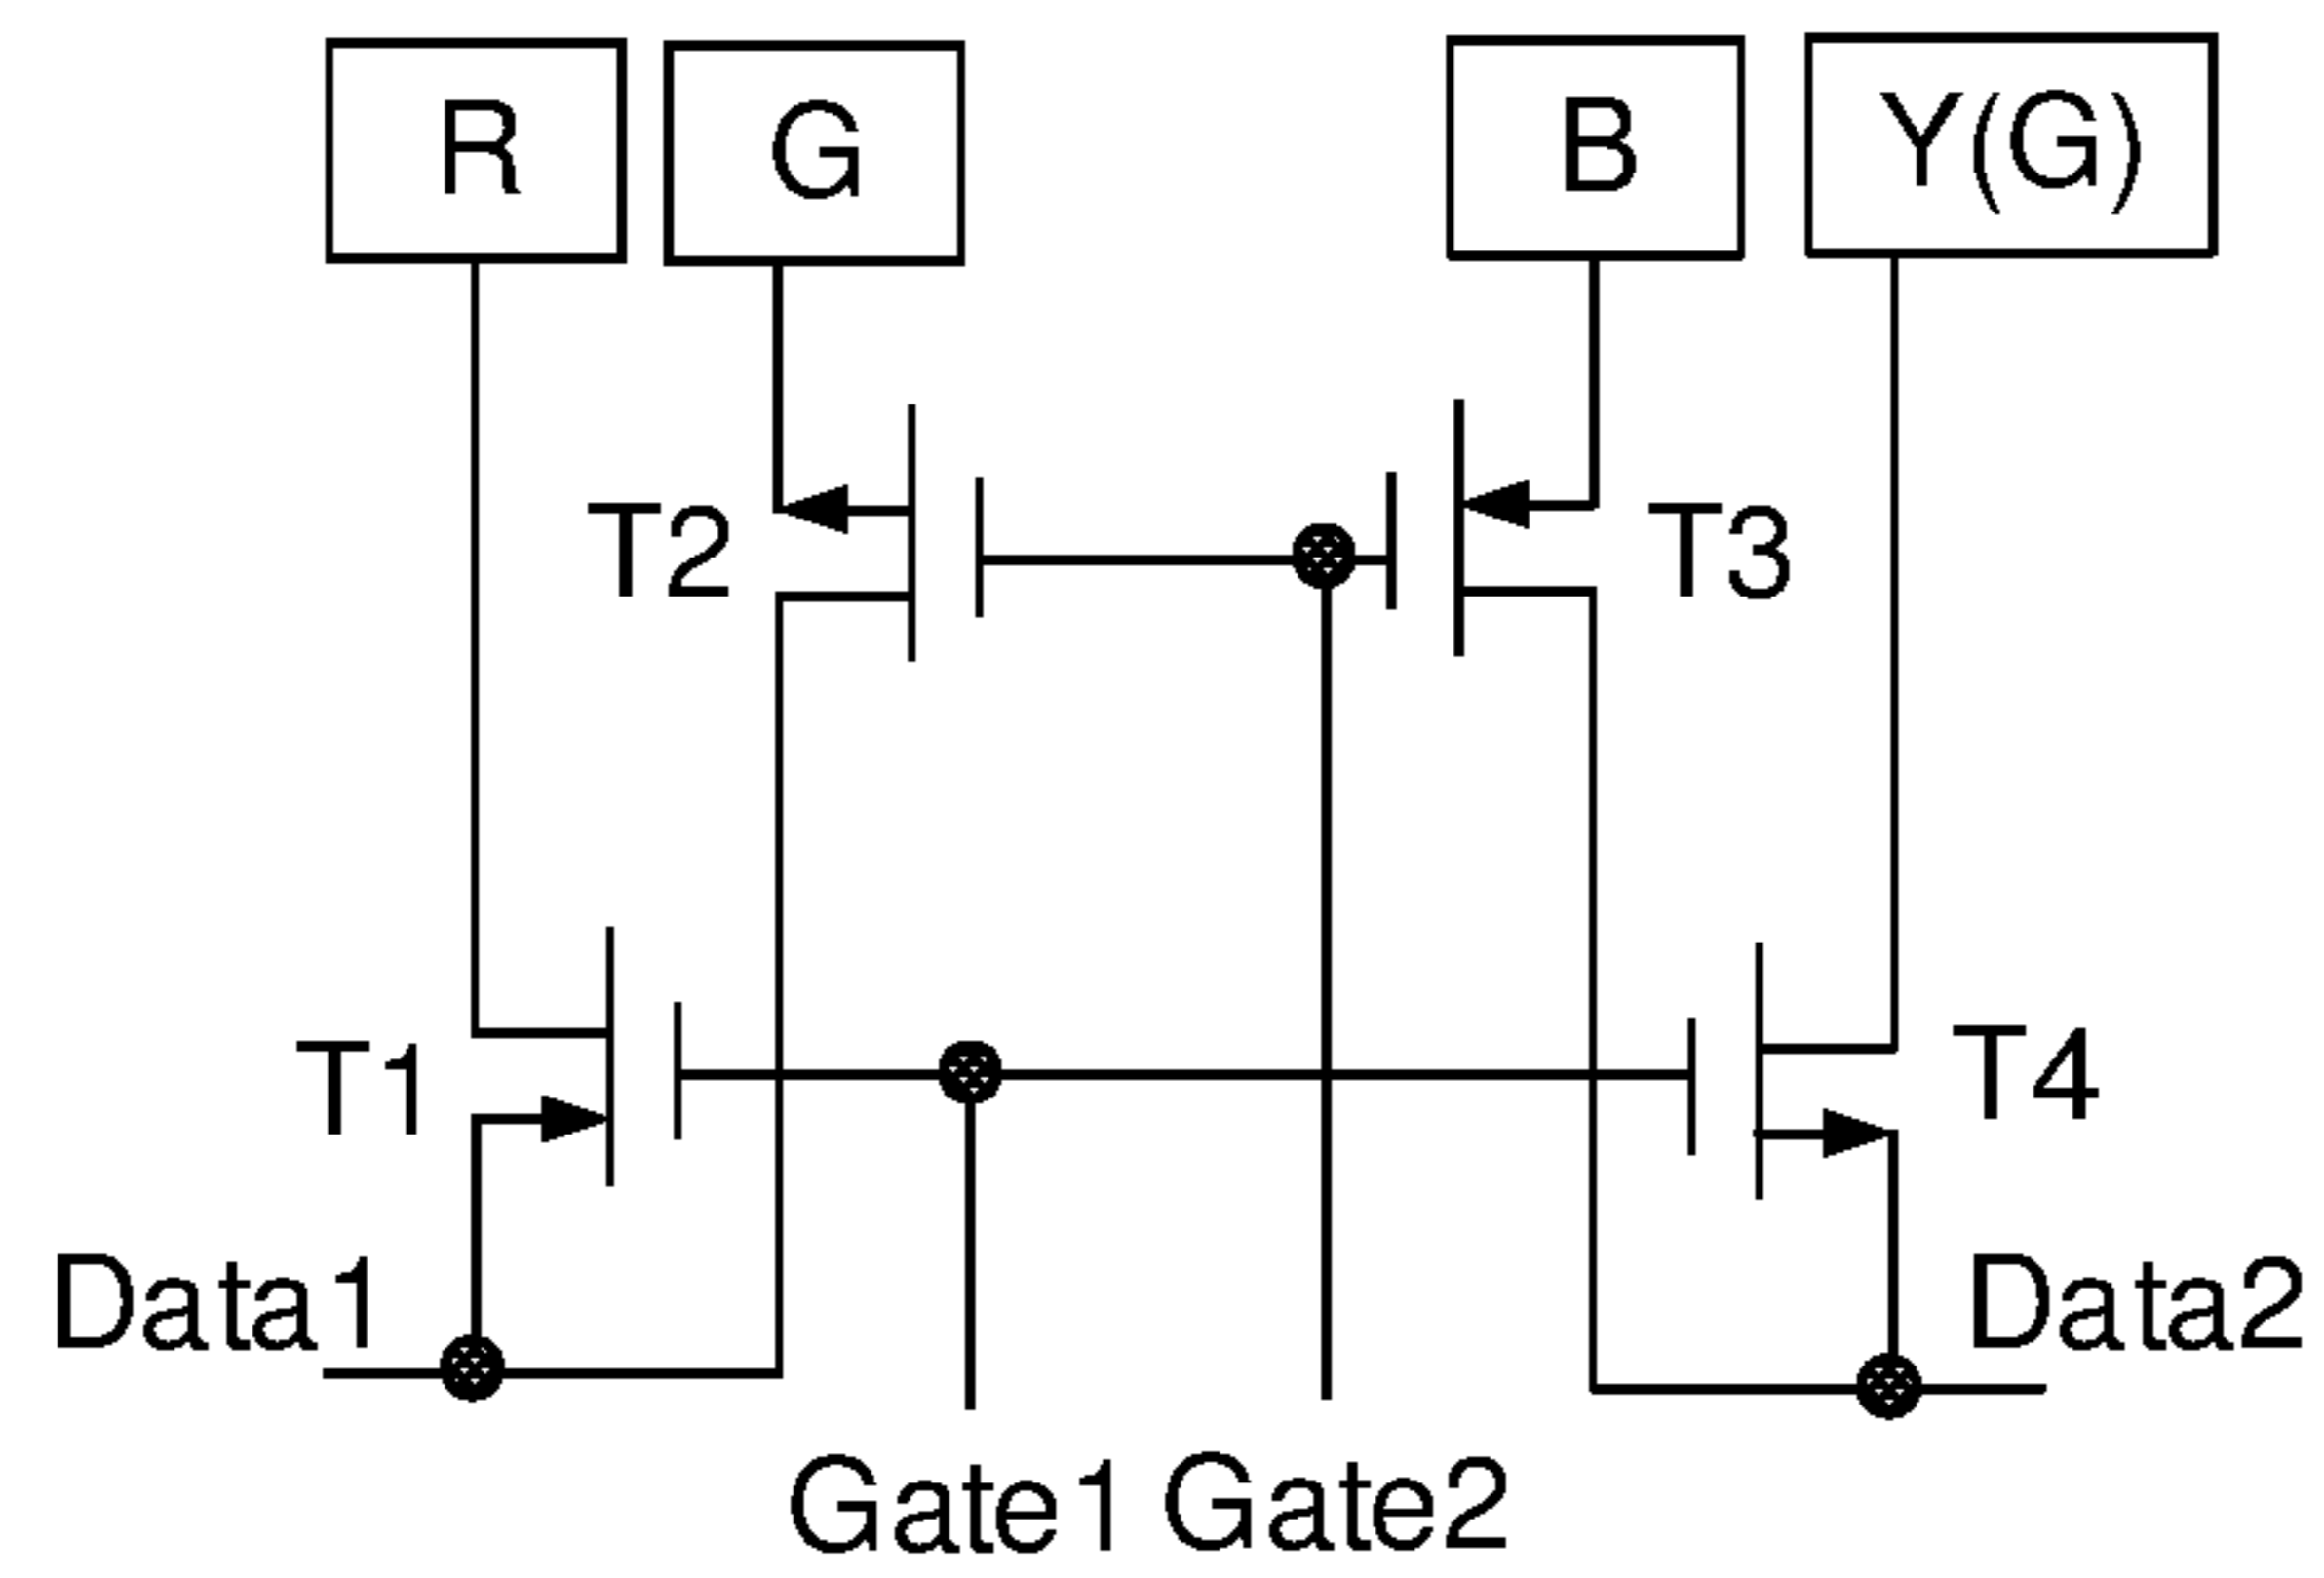 R G B Y(G)
T2 T3
T1 T4
Data1 Data2
Gate1 Gate2